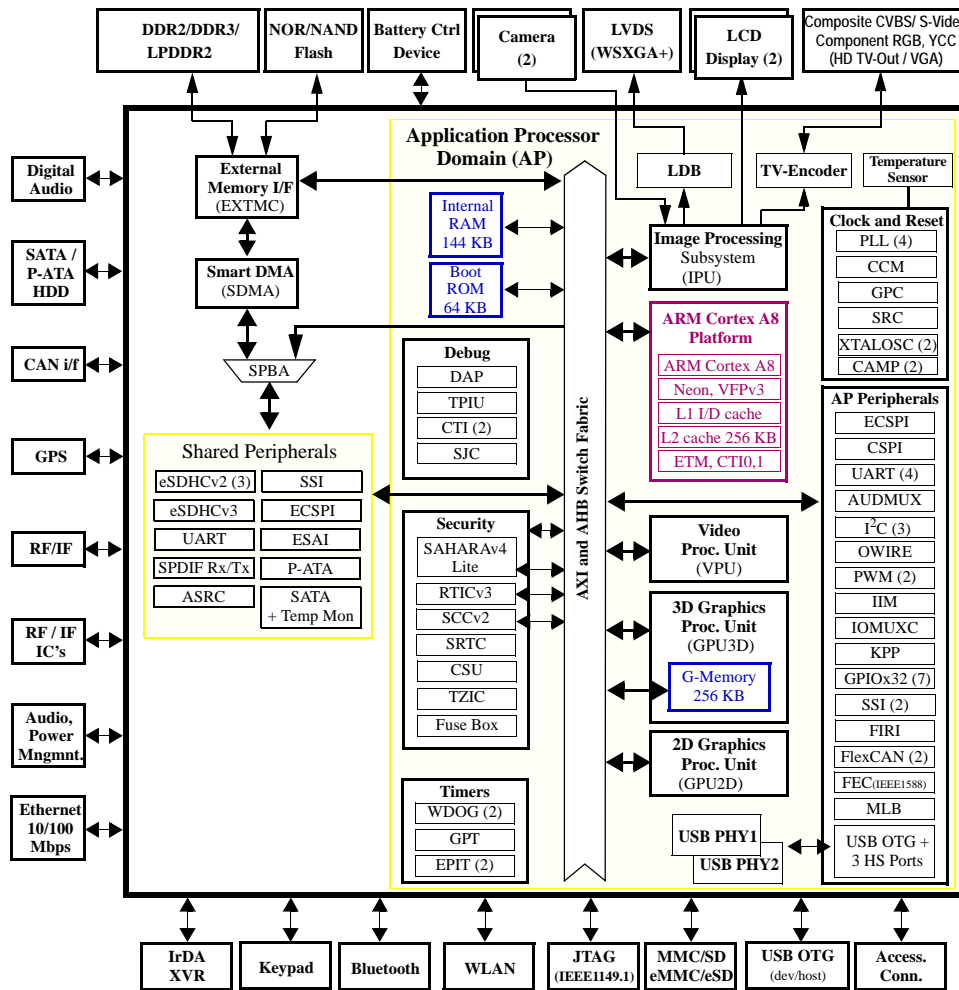 DDR2/DDR3/
LPDDR2
NOR/NAND
Flash
Battery Ctrl
Device
Camera
(2)
LVDS
(WSXGA+)
LCD
Display (2)
Composite CVBS/ S-Vide
Component RGB, YCC
(HD TV-Out / VGA)
Digital
Audio
SATA /
P-ATA
HDD
CAN i/f
GPS
RF/IF
RF / IF
IC's
Audio,
Power
Mngmnt.
Ethernet
10/100
Mbps
External
Memory I/F
(EXTMC)
Smart DMA
(SDMA)
SPBA
Shared Peripherals
eSDHCv2 (3)
eSDHCv3
UART
SPDIF Rx/Tx
ASRC
SSI
ECSPI
ESAI
P-ATA
SATA
+ Temp Mon
Application Processor
Domain (AP)
Internal
RAM
144 KB
Boot
ROM
64 KB
Debug
DAP
TPIU
CTI (2)
SJC
Security
SAHARAv4
Lite
RTICv3
SCCv2
SRTC
CSU
TZIC
Fuse Box
Timers
WDOG (2)
GPT
EPIT (2)
AXI and AHB Switch Fabric
LDB
TV-Encoder
Image Processing
Subsystem
(IPU)
ARM Cortex A8
Platform
ARM Cortex A8
Neon, VFPv3
L1 I/D cache
L2 cache 256 KB
ETM, CTI0,1
Video
Proc. Unit
(VPU)
3D Graphics
Proc. Unit
(GPU3D)
G-Memory
256 KB
2D Graphics
Proc. Unit
(GPU2D)
USB PHY1
USB PHY2
Temperature
Sensor
Clock and Reset
PLL (4)
CCM
GPC
SRC
XTALOSC (2)
CAMP (2)
AP Peripherals
ECSPI
CSPI
UART (4)
AUDMUX
I²C (3)
OWIRE
PWM (2)
IIM
IOMUXC
KPP
GPIOx32 (7)
SSI (2)
FIRI
FlexCAN (2)
FEC(IEEE1588)
MLB
USB OTG +
3 HS Ports
IrDA
XVR
Keypad
Bluetooth
WLAN
JTAG
(IEEE1149.1)
MMC/SD
eMMC/eSD
USB OTG
(dev/host)
Access.
Conn.